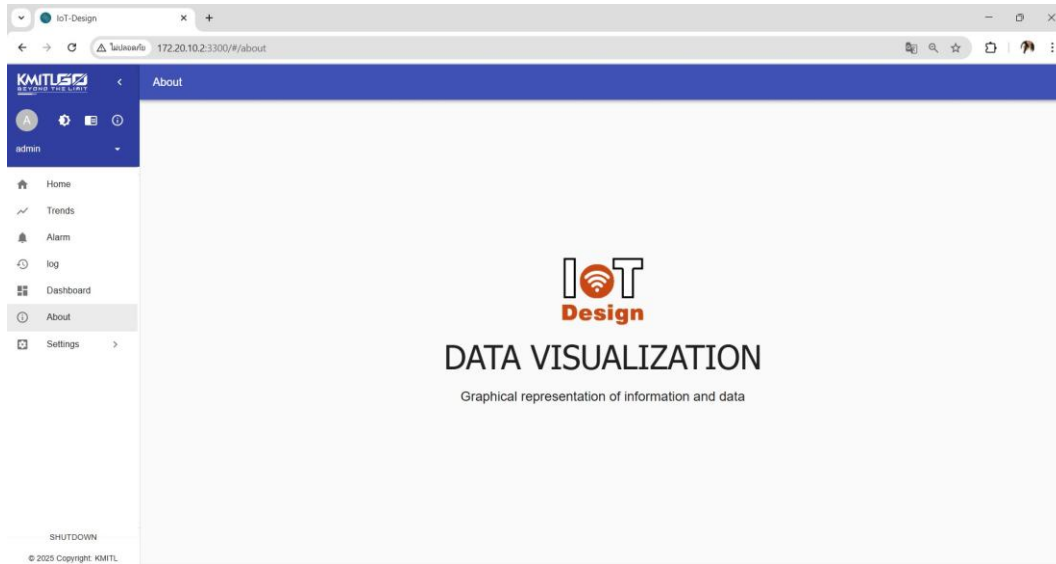 IoT-Design
ไม่ปลอดภัย 172.20.10.2:3300/#/about
KMITL GO
BEYOND THE LIMIT
About
A
admin
Home
Trends
Alarm
log
Dashboard
About
Settings
IoT
Design
DATA VISUALIZATION
Graphical representation of information and data
SHUTDOWN
© 2025 Copyright: KMITL